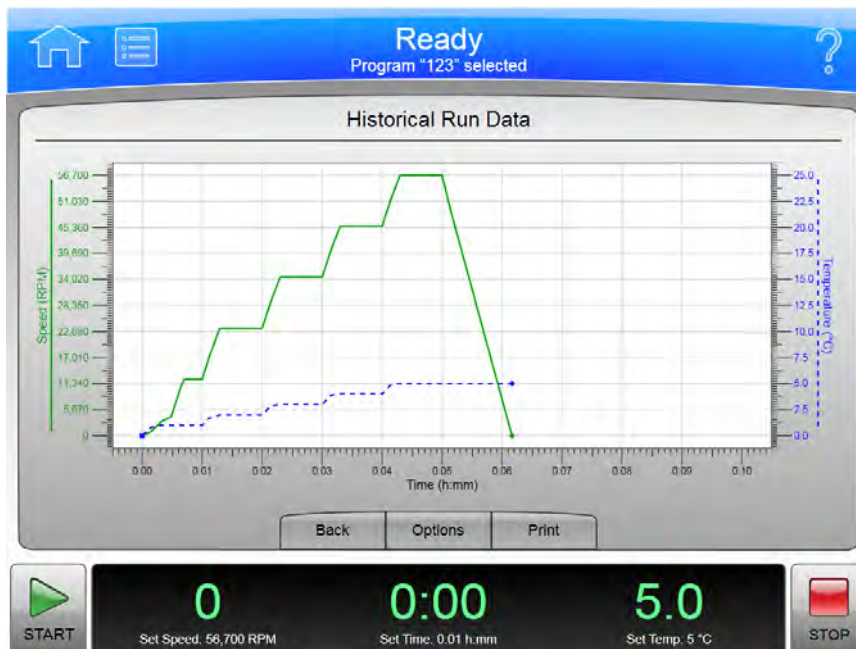 Ready
Program "123" selected
Historical Run Data
56,700
51,030
45,360
39,690
34,020
28,350
22,680
17,010
11,340
5,670
0
Speed (RPM)
25.0
22.5
20.0
17.5
15.0
12.5
10.0
7.5
5.0
2.5
0.0
Temperature (°C)
0:00 0:01 0:02 0:03 0:04 0:05 0:06 0:07 0:08 0:09 0:10
Time (h:mm)
Back Options Print
START
0
Set Speed. 56,700 RPM
0:00
Set Time. 0.01 h:mm
5.0
Set Temp. 5 °C
STOP